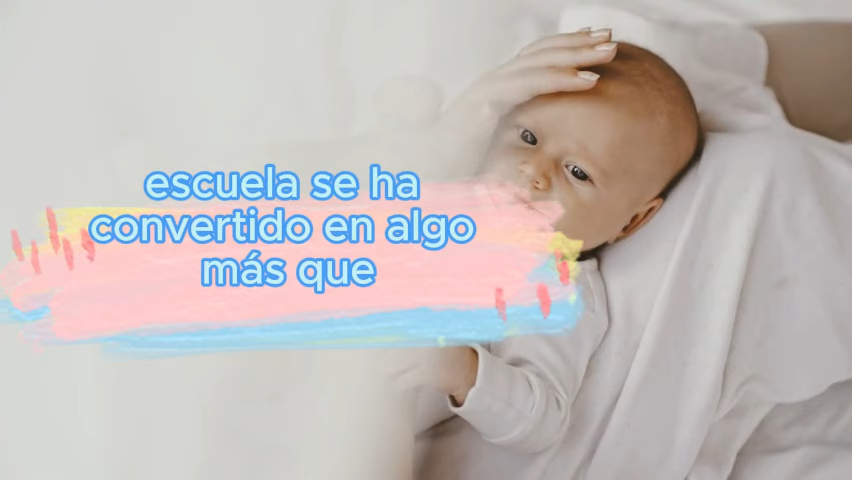 escuela se ha
convertido en algo
más que